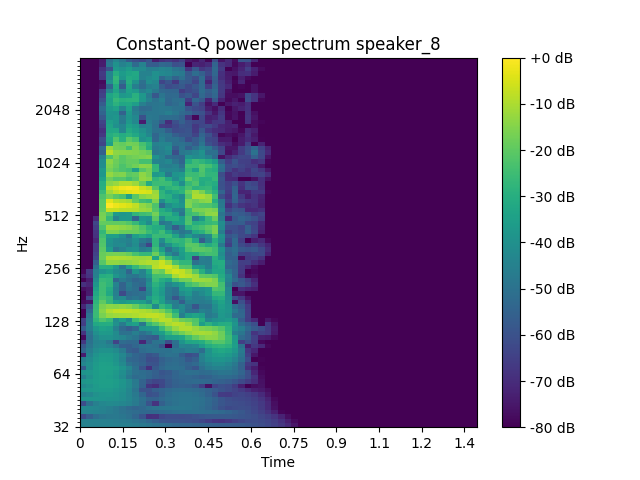 Constant-Q power spectrum speaker_8
Hz
2048
1024
512
256
128
64
32
0 0.15 0.3 0.45 0.6 0.75 0.9 1.1 1.2 1.4
Time
+0 dB
-10 dB
-20 dB
-30 dB
-40 dB
-50 dB
-60 dB
-70 dB
-80 dB